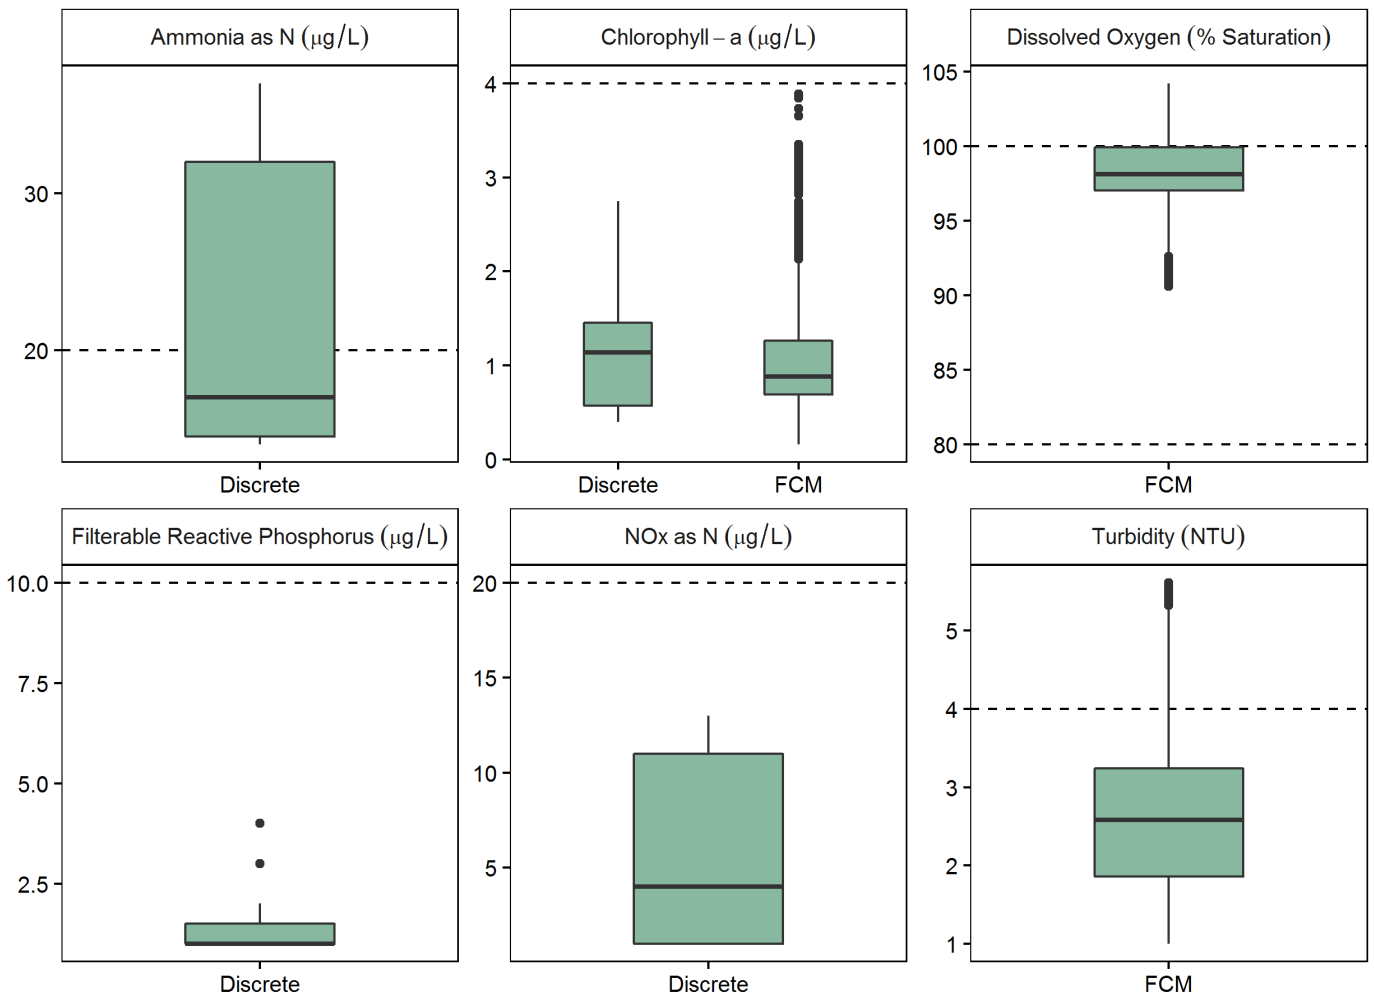 Ammonia as N (μg/L)
30
20
Discrete
Chlorophyll – a (μg/L)
4
3
2
1
0
Discrete
FCM
Dissolved Oxygen (% Saturation)
105
100
95
90
85
80
FCM
Filterable Reactive Phosphorus (μg/L)
10.0
7.5
5.0
2.5
Discrete
NOx as N (μg/L)
20
15
10
5
Discrete
Turbidity (NTU)
5
4
3
2
1
FCM